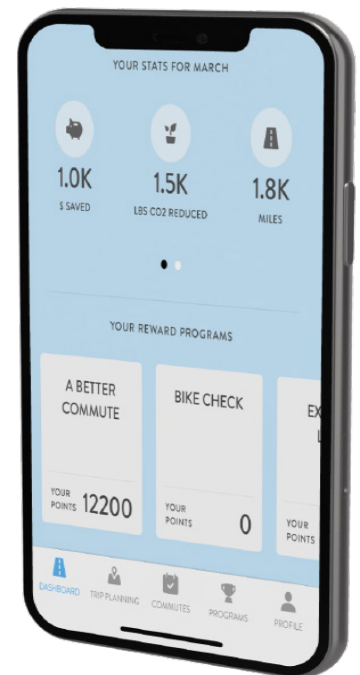 YOUR STATS FOR MARCH
1.0K
$ SAVED
1.5K
LBS CO2 REDUCED
1.8K
MILES
YOUR REWARD PROGRAMS
A BETTER
COMMUTE
YOUR
POINTS 12200
BIKE CHECK
YOUR
POINTS 0
EX
L
YOUR
POINTS
DASHBOARD
TRIP PLANNING
COMMUTES
PROGRAMS
PROFILE